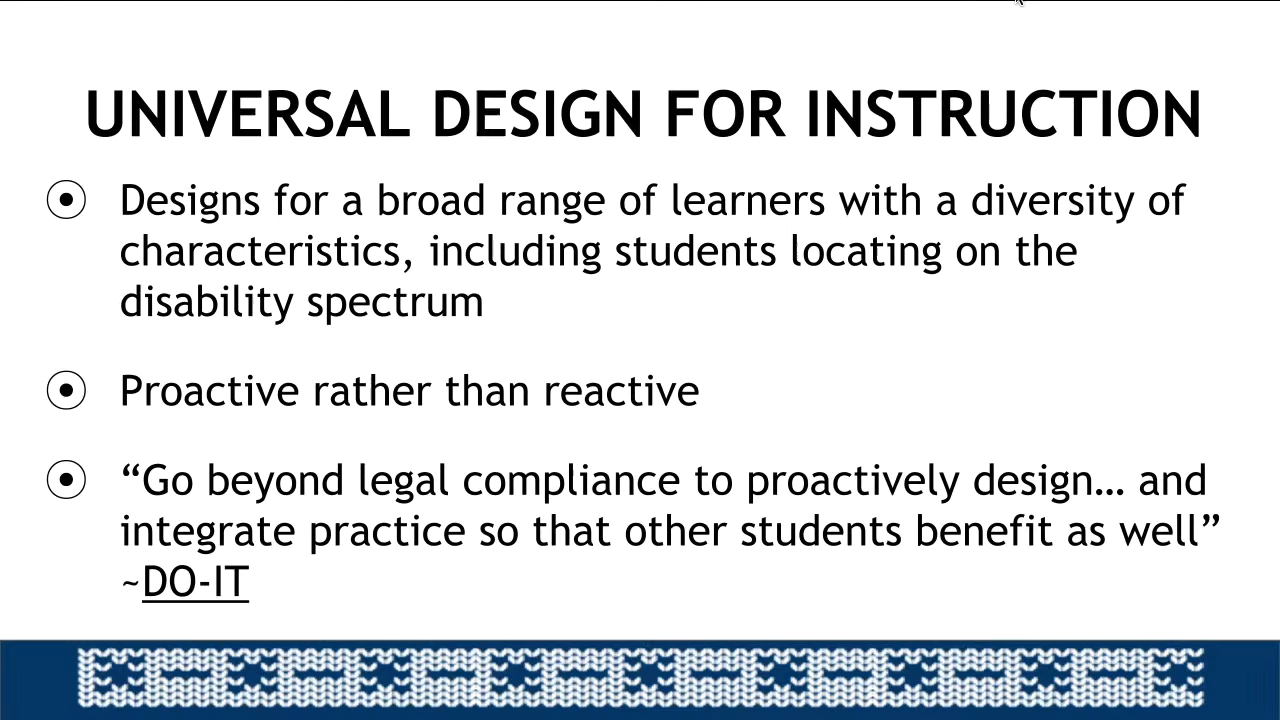 UNIVERSAL DESIGN FOR INSTRUCTION
Designs for a broad range of learners with a diversity of
characteristics, including students locating on the
disability spectrum
Proactive rather than reactive
“Go beyond legal compliance to proactively design… and
integrate practice so that other students benefit as well”
~DO-IT